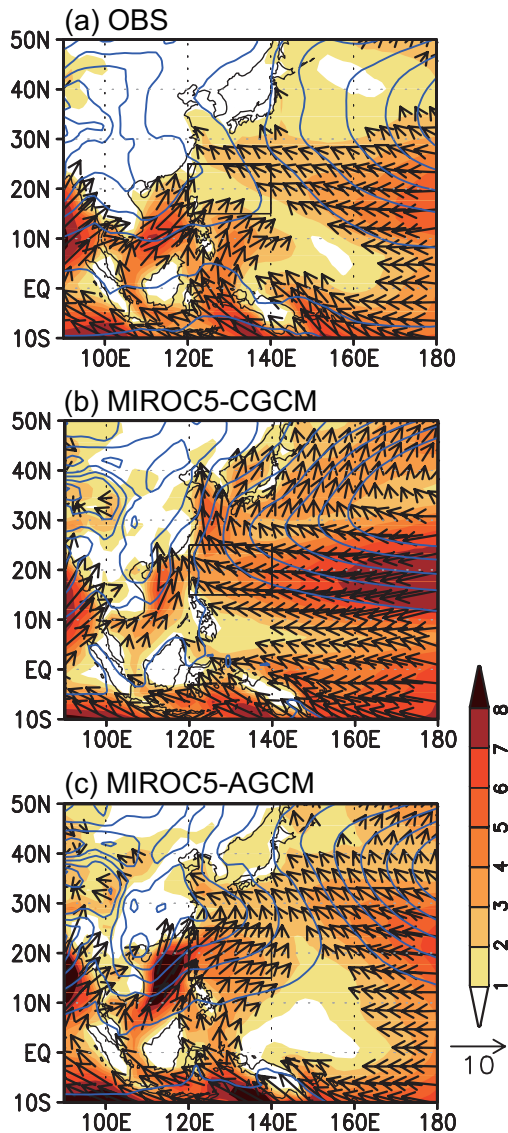 (a) OBS
50N
40N
30N
20N
10N
EQ
10S
100E 120E 140E 160E 180
(b) MIROC5-CGCM
50N
40N
30N
20N
10N
EQ
10S
100E 120E 140E 160E 180
(c) MIROC5-AGCM
50N
40N
30N
20N
10N
EQ
10S
100E 120E 140E 160E 180
8
7
6
5
4
3
2
1
10